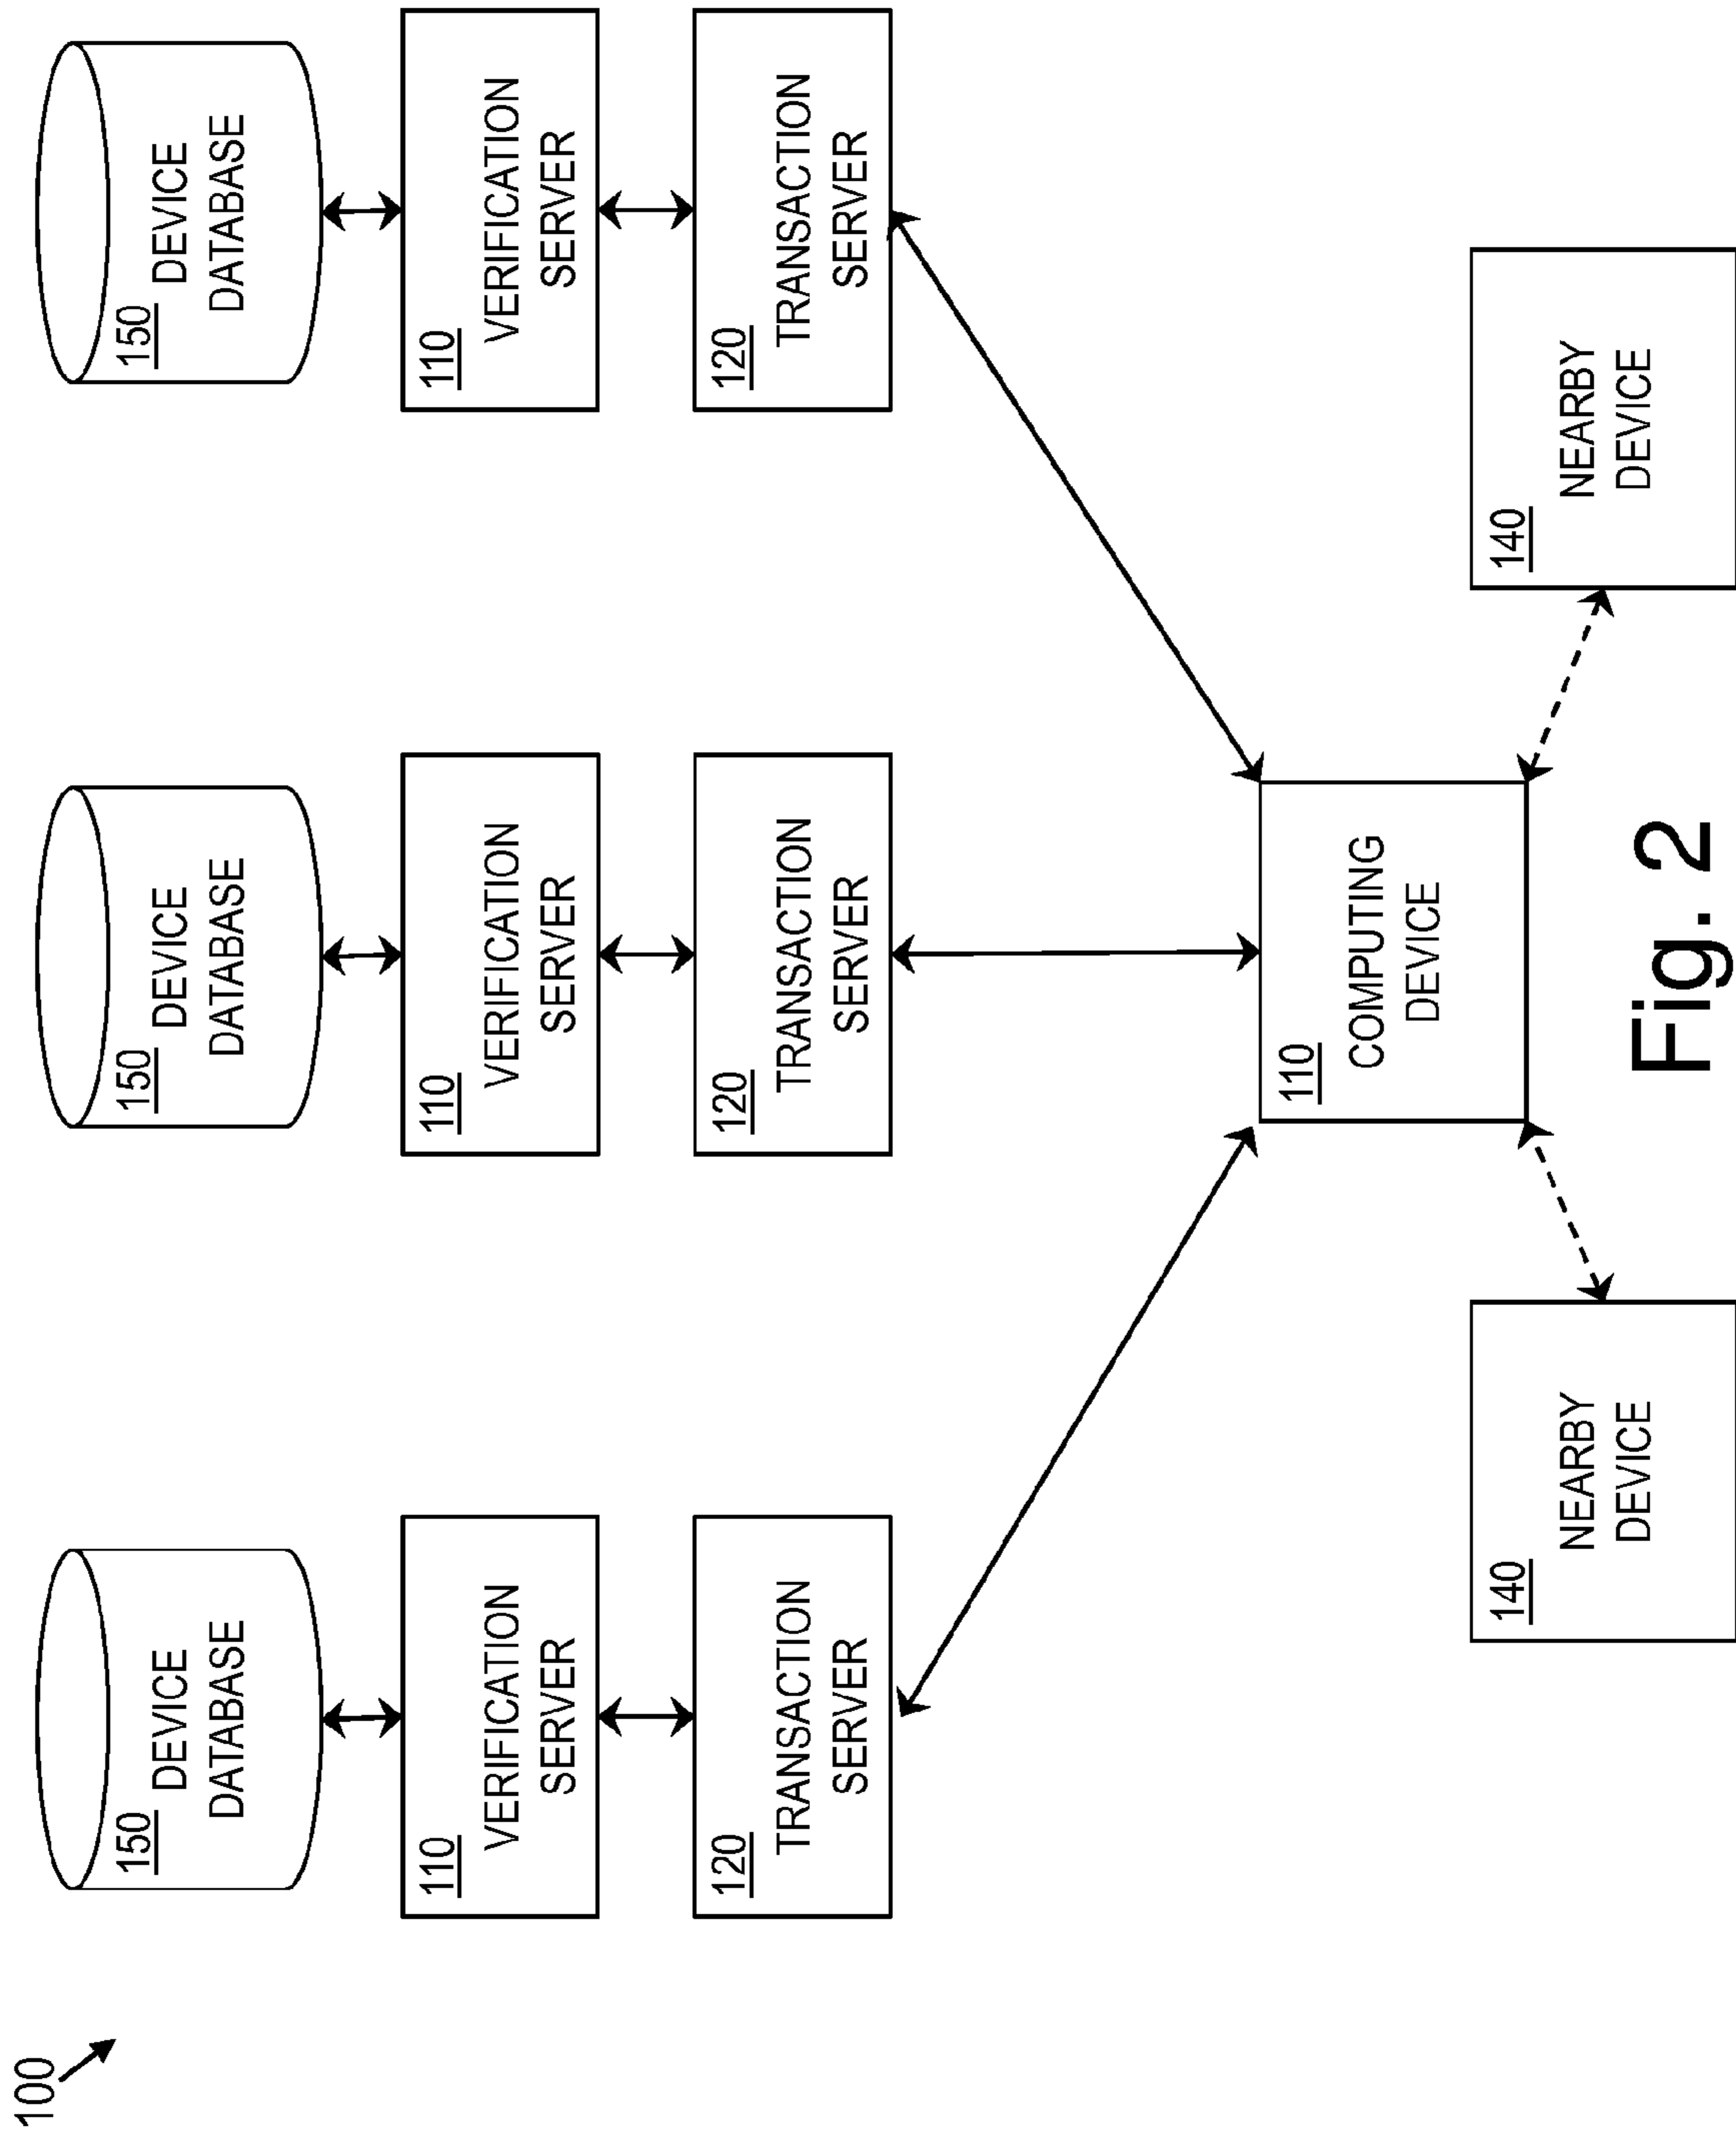 100
150
DEVICE
DATABASE
110
VERIFICATION
SERVER
120
TRANSACTION
SERVER
150
DEVICE
DATABASE
110
VERIFICATION
SERVER
120
TRANSACTION
SERVER
150
DEVICE
DATABASE
110
VERIFICATION
SERVER
120
TRANSACTION
SERVER
110
COMPUTING
DEVICE
140
NEARBY
DEVICE
140
NEARBY
DEVICE
Fig. 2